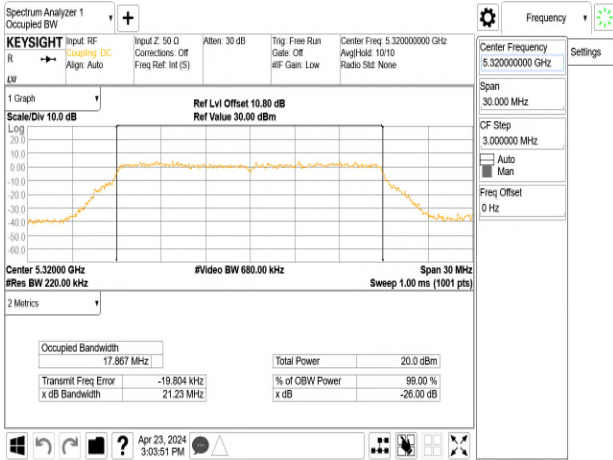 Spectrum Analyzer 1
Occupied BW
Frequency
KEYSIGHT
R
Input: RF
Coupling: DC
Align: Auto
Input Z: 50 Ω
Corrections: Off
Freq Ref: Int (S)
Atten: 30 dB
Trig: Free Run
Gate: Off
#IF Gain: Low
Center Freq: 5.320000000 GHz
Avg|Hold: 10/10
Radio Std: None
Center Frequency
5.320000000 GHz
Settings
Span
30.000 MHz
CF Step
3.000000 MHz
Auto
Man
Freq Offset
0 Hz
1 Graph
Scale/Div 10.0 dB
Ref Lvl Offset 10.80 dB
Ref Value 30.00 dBm
Log
20.0
10.0
0.00
-10.0
-20.0
-30.0
-40.0
-50.0
-60.0
Center 5.32000 GHz
#Res BW 220.00 kHz
#Video BW 680.00 kHz
Span 30 MHz
Sweep 1.00 ms (1001 pts)
2 Metrics
Occupied Bandwidth
17.867 MHz
Total Power 20.0 dBm
Transmit Freq Error -19.804 kHz
% of OBW Power 99.00 %
x dB Bandwidth 21.23 MHz
x dB -26.00 dB
?
Apr 23, 2024
3:03:51 PM